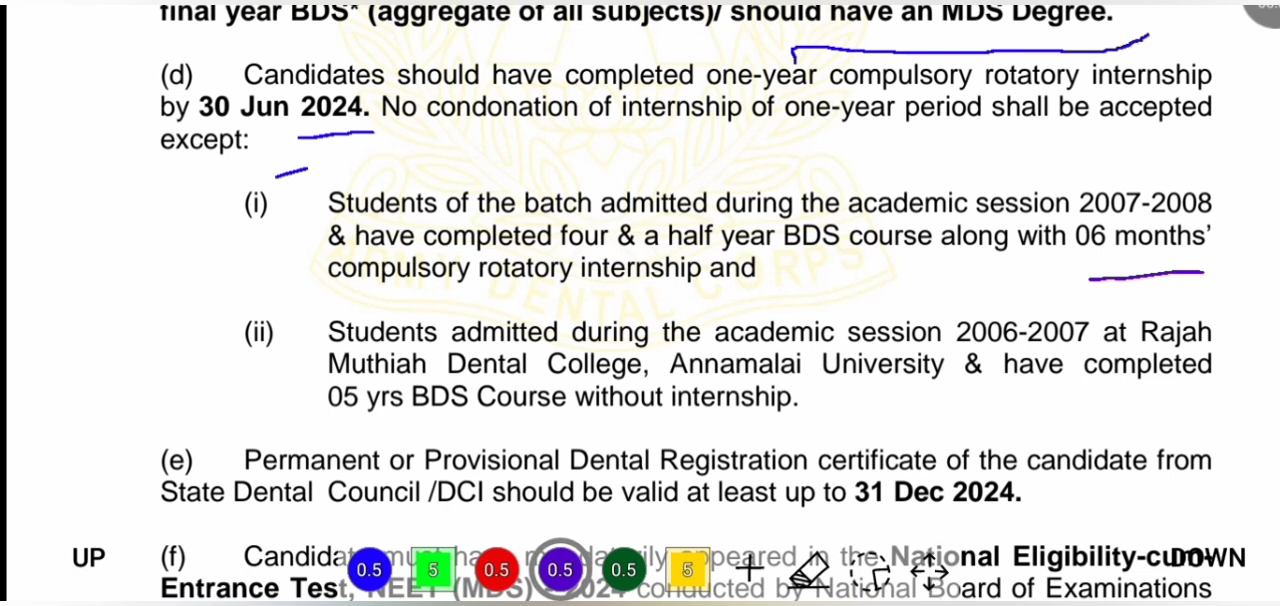 final year BDS* (aggregate of all subjects)/ should have an MDS Degree.
(d) Candidates should have completed one-year compulsory rotatory internship
by 30 Jun 2024. No condonation of internship of one-year period shall be accepted
except:
(i) Students of the batch admitted during the academic session 2007-2008
& have completed four & a half year BDS course along with 06 months’
compulsory rotatory internship and
(ii) Students admitted during the academic session 2006-2007 at Rajah
Muthiah Dental College, Annamalai University & have completed
05 yrs BDS Course without internship.
(e) Permanent or Provisional Dental Registration certificate of the candidate from
State Dental Council /DCI should be valid at least up to 31 Dec 2024.
UP (f) appeared in the National Eligibility-cum- DOWN
0.5 5 0.5 0.5 0.5 5
Entrance Test, NEET (MDS) 2024 conducted by National Board of Examinations
ARMY DENTAL CORPS